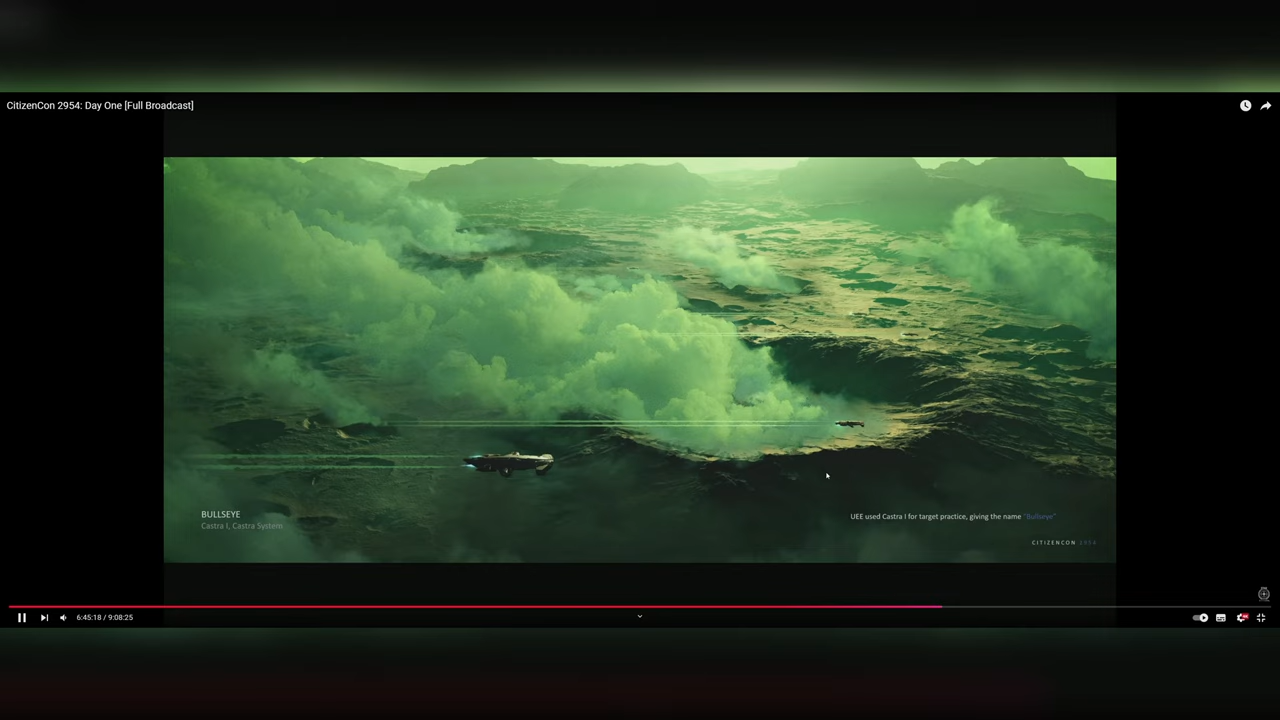 CitizenCon 2954: Day One [Full Broadcast]
BULLSEYE
Castra I, Castra System
UEE used Castra I for target practice, giving the name "Bullseye"
CITIZENCON 2954
6:45:18 / 9:08:25